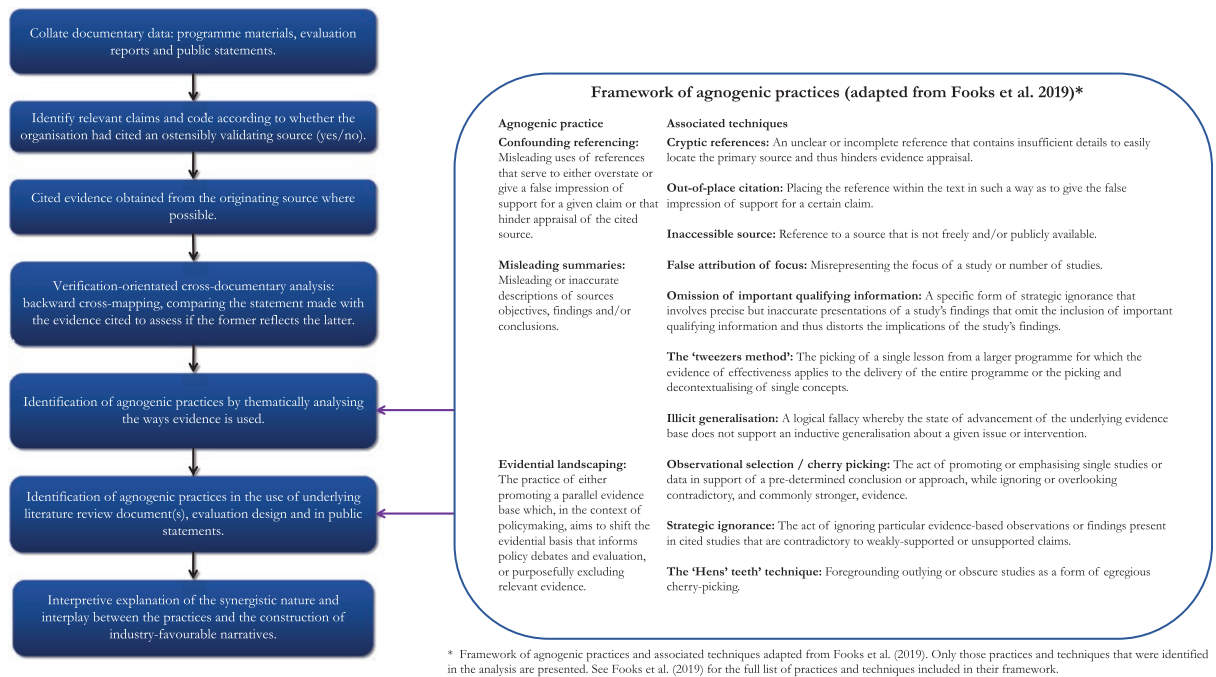 Collate documentary data: programme materials, evaluation
reports and public statements.
Identify relevant claims and code according to whether the
organisation had cited an ostensibly validating source (yes/no).
Cited evidence obtained from the originating source where
possible.
Verification-orientated cross-documentary analysis:
backward cross-mapping, comparing the statement made with
the evidence cited to assess if the former reflects the latter.
Identification of agnogenic practices by thematically analysing
the ways evidence is used.
Identification of agnogenic practices in the use of underlying
literature review document(s), evaluation design and in public
statements.
Interpretive explanation of the synergistic nature and
interplay between the practices and the construction of
industry-favourable narratives.
Framework of agnogenic practices (adapted from Fooks et al. 2019)*
Agnogenic practice
Confounding referencing:
Misleading uses of references
that serve to either overstate or
give a false impression of
support for a given claim or that
hinder appraisal of the cited
source.
Misleading summaries:
Misleading or inaccurate
descriptions of sources
objectives, findings and/or
conclusions.
Evidential landscaping:
The practice of either
promoting a parallel evidence
base which, in the context of
policymaking, aims to shift the
evidential basis that informs
policy debates and evaluation,
or purposefully excluding
relevant evidence.
Associated techniques
Cryptic references: An unclear or incomplete reference that contains insufficient details to easily
locate the primary source and thus hinders evidence appraisal.
Out-of-place citation: Placing the reference within the text in such a way as to give the false
impression of support for a certain claim.
Inaccessible source: Reference to a source that is not freely and/or publicly available.
False attribution of focus: Misrepresenting the focus of a study or number of studies.
Omission of important qualifying information: A specific form of strategic ignorance that
involves precise but inaccurate presentations of a study's findings that omit the inclusion of important
qualifying information and thus distorts the implications of the study's findings.
The 'tweezers method': The picking of a single lesson from a larger programme for which the
evidence of effectiveness applies to the delivery of the entire programme or the picking and
decontextualising of single concepts.
Illicit generalisation: A logical fallacy whereby the state of advancement of the underlying evidence
base does not support an inductive generalisation about a given issue or intervention.
Observational selection / cherry picking: The act of promoting or emphasising single studies or
data in support of a pre-determined conclusion or approach, while ignoring or overlooking
contradictory, and commonly stronger, evidence.
Strategic ignorance: The act of ignoring particular evidence-based observations or findings present
in cited studies that are contradictory to weakly-supported or unsupported claims.
The 'Hens' teeth' technique: Foregrounding outlying or obscure studies as a form of egregious
cherry-picking.
* Framework of agnogenic practices and associated techniques adapted from Fooks et al. (2019). Only those practices and techniques that were identified
in the analysis are presented. See Fooks et al. (2019) for the full list of practices and techniques included in their framework.